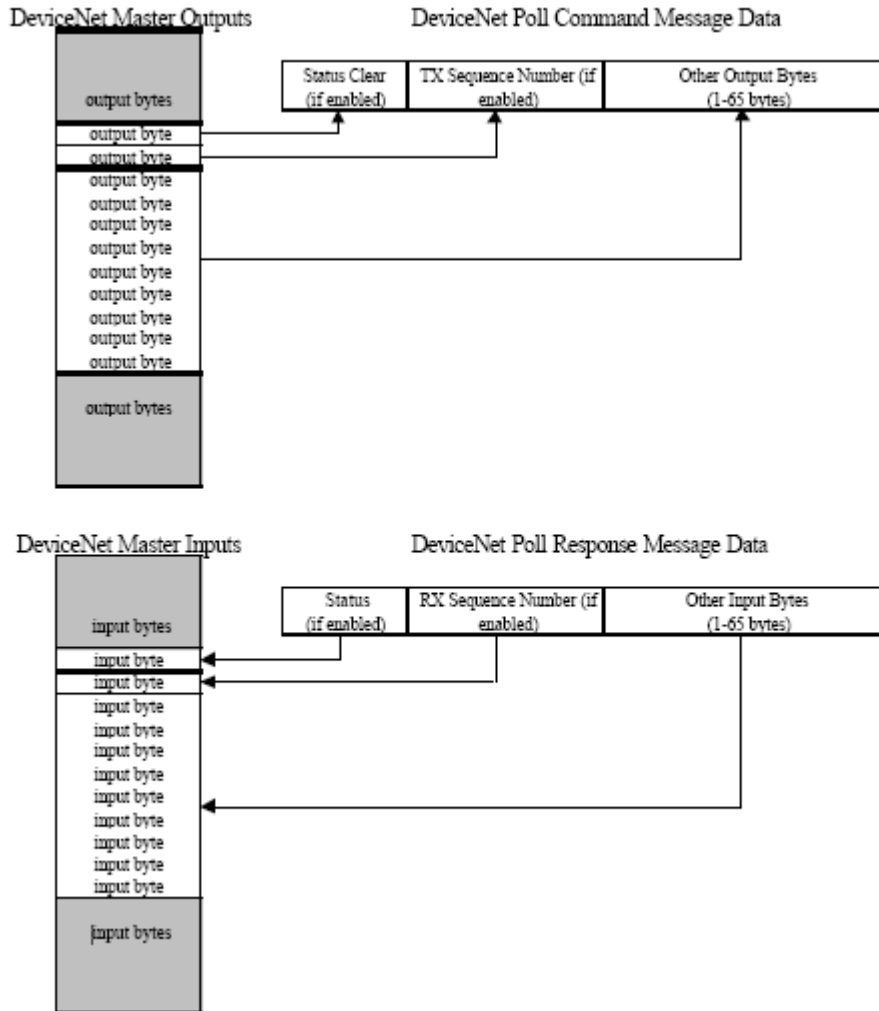 DeviceNet Master Outputs
DeviceNet Poll Command Message Data
Status Clear
(if enabled)
TX Sequence Number (if
enabled)
Other Output Bytes
(1-65 bytes)
output bytes
output byte
output byte
output byte
output byte
output byte
output byte
output byte
output byte
output byte
output byte
output byte
output bytes
DeviceNet Master Inputs
DeviceNet Poll Response Message Data
Status
(if enabled)
RX Sequence Number (if
enabled)
Other Input Bytes
(1-65 bytes)
input bytes
input byte
input byte
input byte
input byte
input byte
input byte
input byte
input byte
input byte
input byte
input byte
input bytes